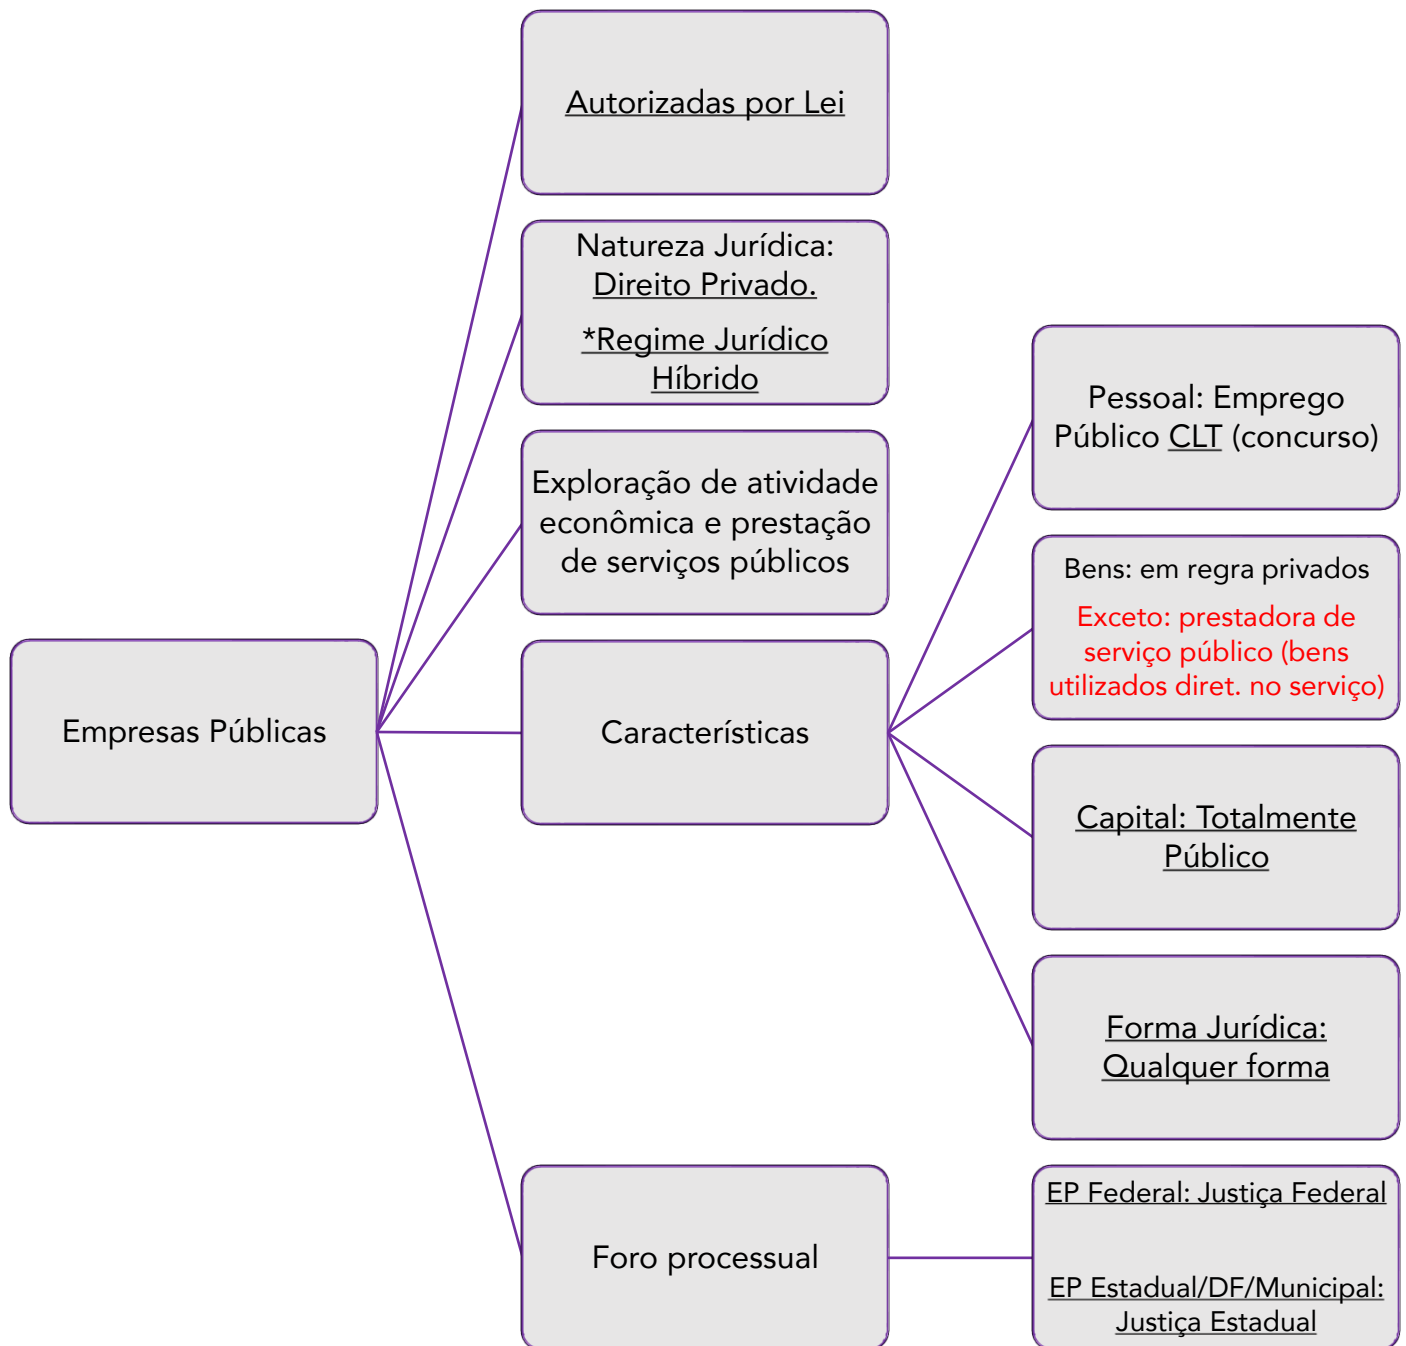 Autorizadas por Lei
Natureza Jurídica:
Direito Privado.
*Regime Jurídico
Híbrido
Exploração de atividade
econômica e prestação
de serviços públicos
Empresas Públicas
Características
Pessoal: Emprego
Público CLT (concurso)
Bens: em regra privados
Exceto: prestadora de
serviço público (bens
utilizados diret. no serviço)
Capital: Totalmente
Público
Forma Jurídica:
Qualquer forma
Foro processual
EP Federal: Justiça Federal
EP Estadual/DF/Municipal:
Justiça Estadual